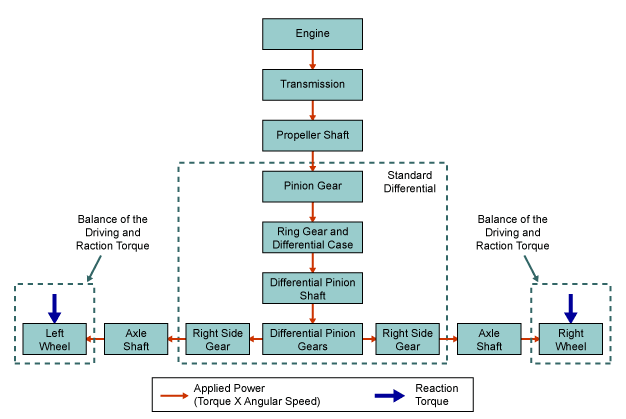 Engine
Transmission
Propeller Shaft
Standard
Differential
Pinion Gear
Balance of the
Driving and
Raction Torque
Balance of the
Driving and
Raction Torque
Ring Gear and
Differential Case
Differential Pinion
Shaft
Left
Wheel
Axle
Shaft
Right Side
Gear
Differential Pinion
Gears
Right Side
Gear
Axle
Shaft
Right
Wheel
Applied Power
(Torque X Angular Speed)
Reaction
Torque